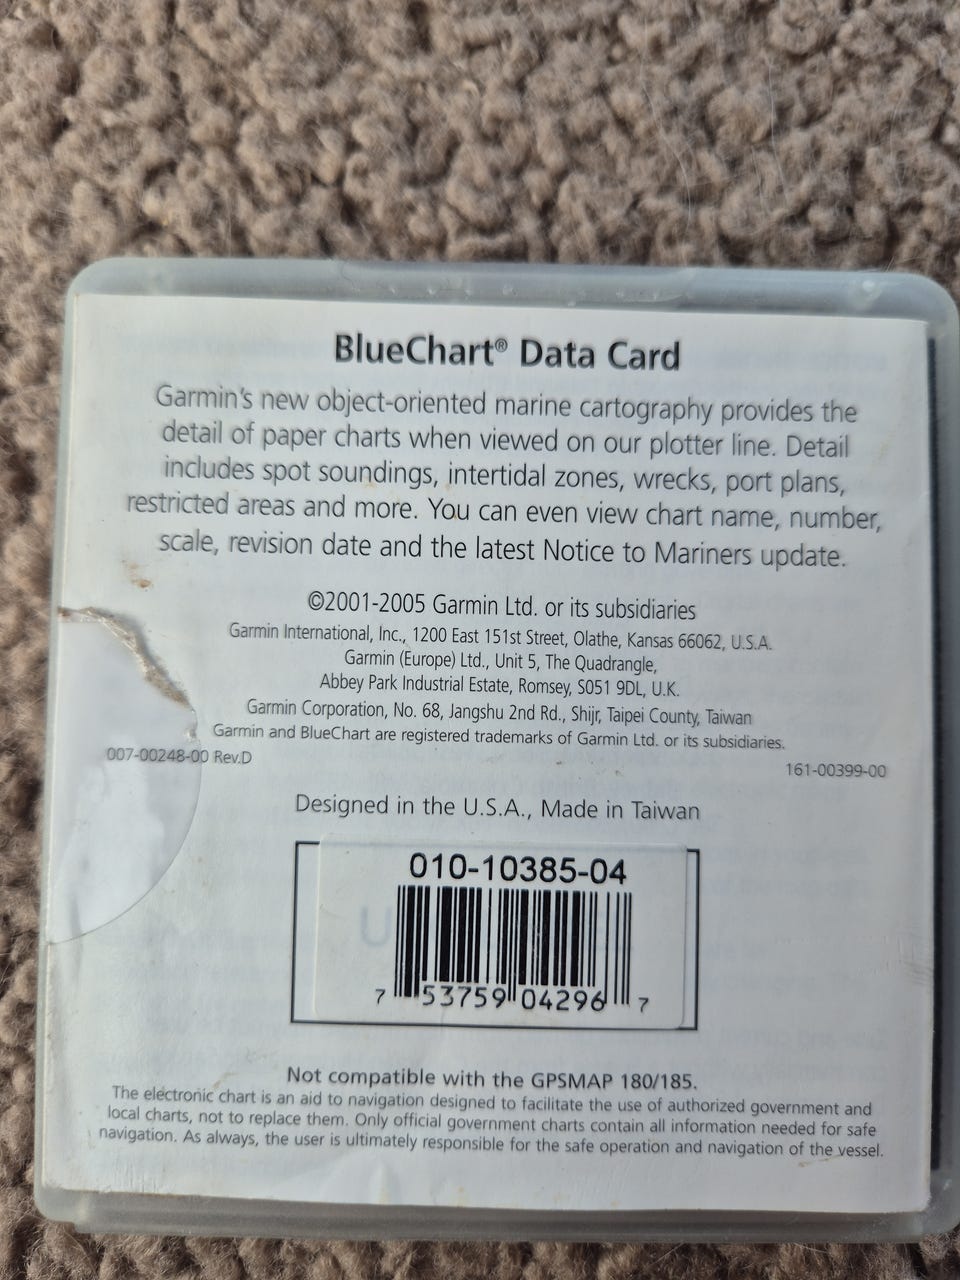 BlueChart® Data Card
Garmin's new object-oriented marine cartography provides the
detail of paper charts when viewed on our plotter line. Detail
includes spot soundings, intertidal zones, wrecks, port plans,
restricted areas and more. You can even view chart name, number,
scale, revision date and the latest Notice to Mariners update.
©2001-2005 Garmin Ltd. or its subsidiaries
Garmin International, Inc., 1200 East 151st Street, Olathe, Kansas 66062, U.S.A.
Garmin (Europe) Ltd., Unit 5, The Quadrangle,
Abbey Park Industrial Estate, Romsey, S051 9DL, U.K.
Garmin Corporation, No. 68, Jangshu 2nd Rd., Shijr, Taipei County, Taiwan
Garmin and BlueChart are registered trademarks of Garmin Ltd. or its subsidiaries.
007-00248-00 Rev.D
161-00399-00
Designed in the U.S.A., Made in Taiwan
010-10385-04
7 53759 04296 7
Not compatible with the GPSMAP 180/185.
The electronic chart is an aid to navigation designed to facilitate the use of authorized government and
local charts, not to replace them. Only official government charts contain all information needed for safe
navigation. As always, the user is ultimately responsible for the safe operation and navigation of the vessel.